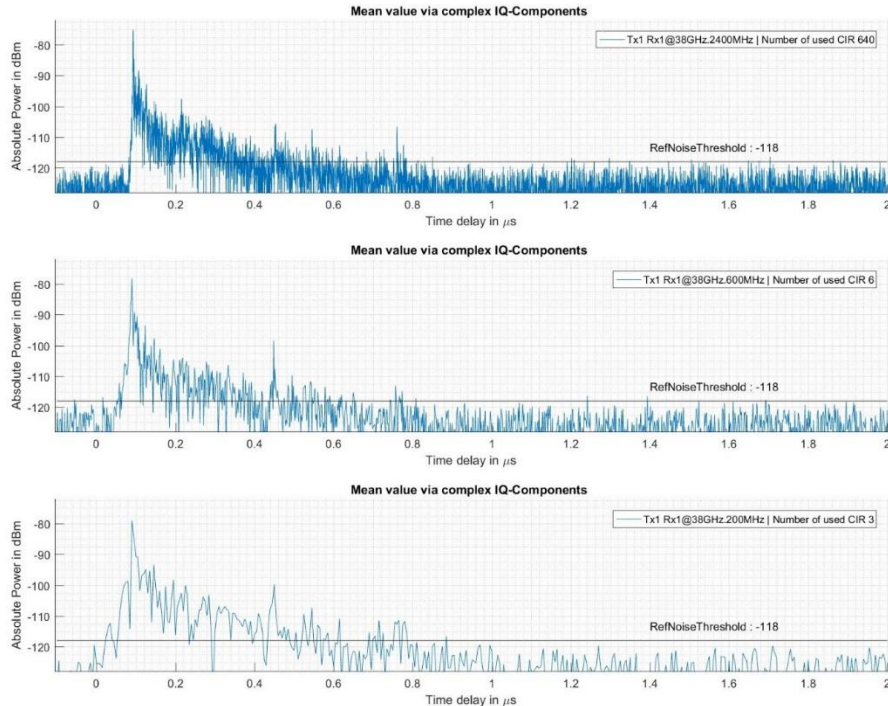 Mean value via complex IQ-Components
Tx1 Rx1@38GHz.2400MHz | Number of used CIR 640
Absolute Power in dBm
-80
-90
-100
-110
-120
RefNoiseThreshold : -118
0 0.2 0.4 0.6 0.8 1 1.2 1.4 1.6 1.8 2
Time delay in μs
Mean value via complex IQ-Components
Tx1 Rx1@38GHz.600MHz | Number of used CIR 6
Absolute Power in dBm
-80
-90
-100
-110
-120
RefNoiseThreshold : -118
0 0.2 0.4 0.6 0.8 1 1.2 1.4 1.6 1.8 2
Time delay in μs
Mean value via complex IQ-Components
Tx1 Rx1@38GHz.200MHz | Number of used CIR 3
Absolute Power in dBm
-80
-90
-100
-110
-120
RefNoiseThreshold : -118
0 0.2 0.4 0.6 0.8 1 1.2 1.4 1.6 1.8 2
Time delay in μs